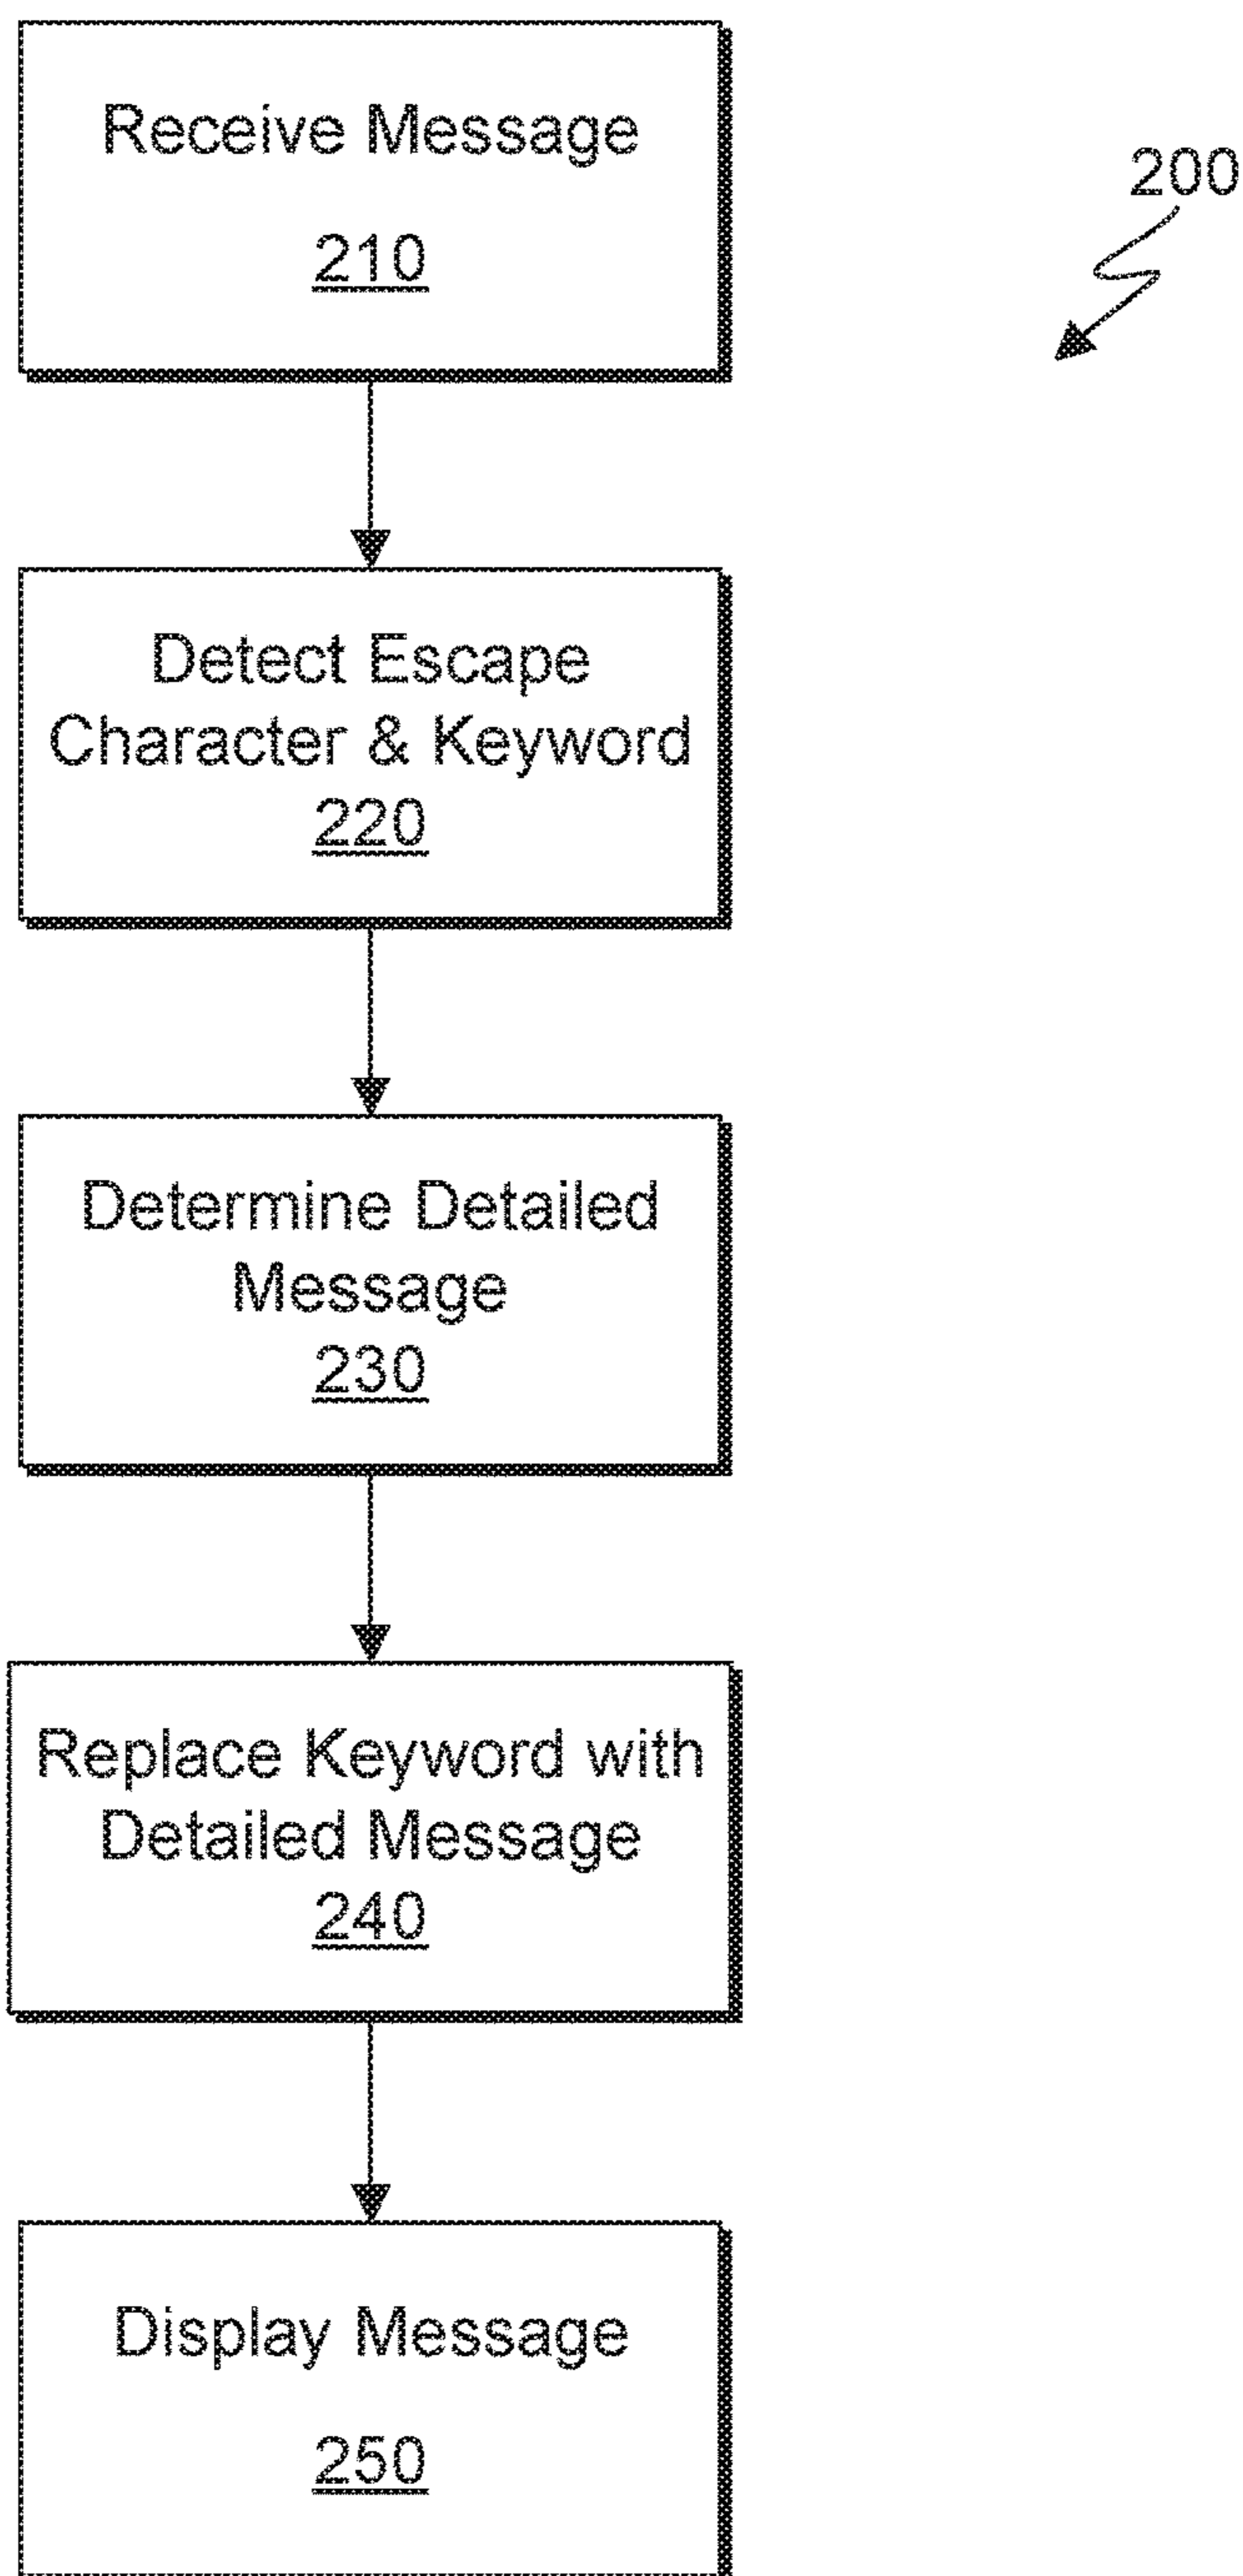 Receive Message
210
200
Detect Escape
Character & Keyword
220
Determine Detailed
Message
230
Replace Keyword with
Detailed Message
240
Display Message
250